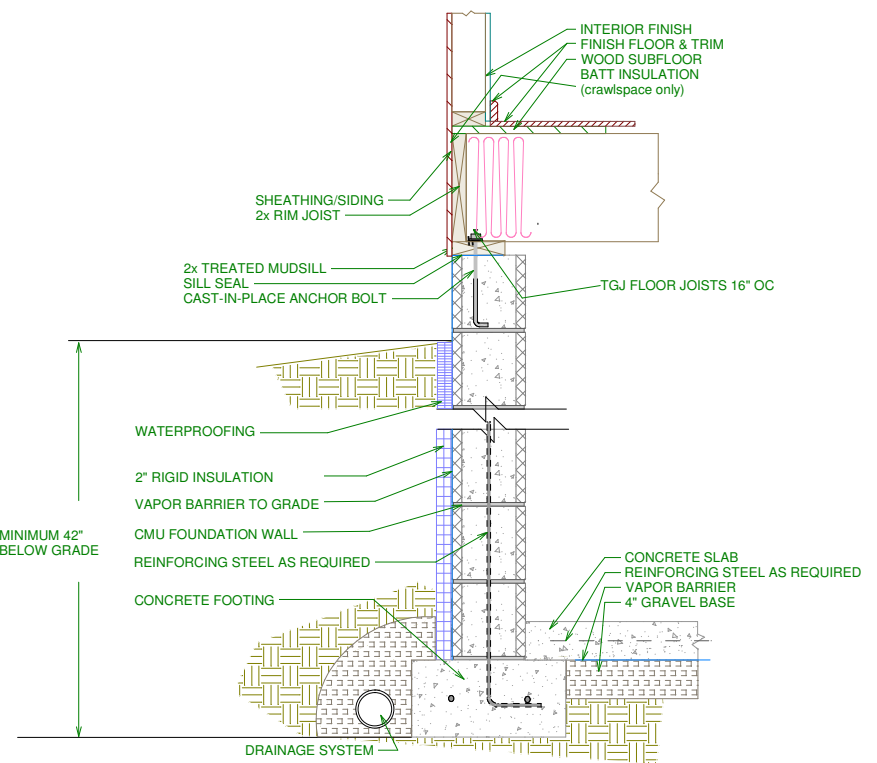 INTERIOR FINISH
FINISH FLOOR & TRIM
WOOD SUBFLOOR
BATT INSULATION
(crawlspace only)
SHEATHING/SIDING
2x RIM JOIST
2x TREATED MUDSILL
SILL SEAL
CAST-IN-PLACE ANCHOR BOLT
TGJ FLOOR JOISTS 16" OC
WATERPROOFING
2" RIGID INSULATION
VAPOR BARRIER TO GRADE
CMU FOUNDATION WALL
REINFORCING STEEL AS REQUIRED
CONCRETE FOOTING
MINIMUM 42"
BELOW GRADE
CONCRETE SLAB
REINFORCING STEEL AS REQUIRED
VAPOR BARRIER
4" GRAVEL BASE
DRAINAGE SYSTEM